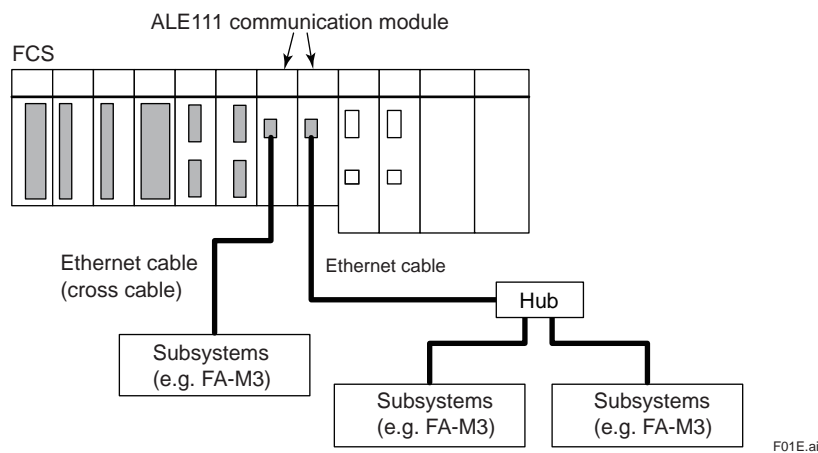 ALE111 communication module
FCS
Ethernet cable
(cross cable)
Ethernet cable
Hub
Subsystems
(e.g. FA-M3)
Subsystems
(e.g. FA-M3)
Subsystems
(e.g. FA-M3)
F01E.ai